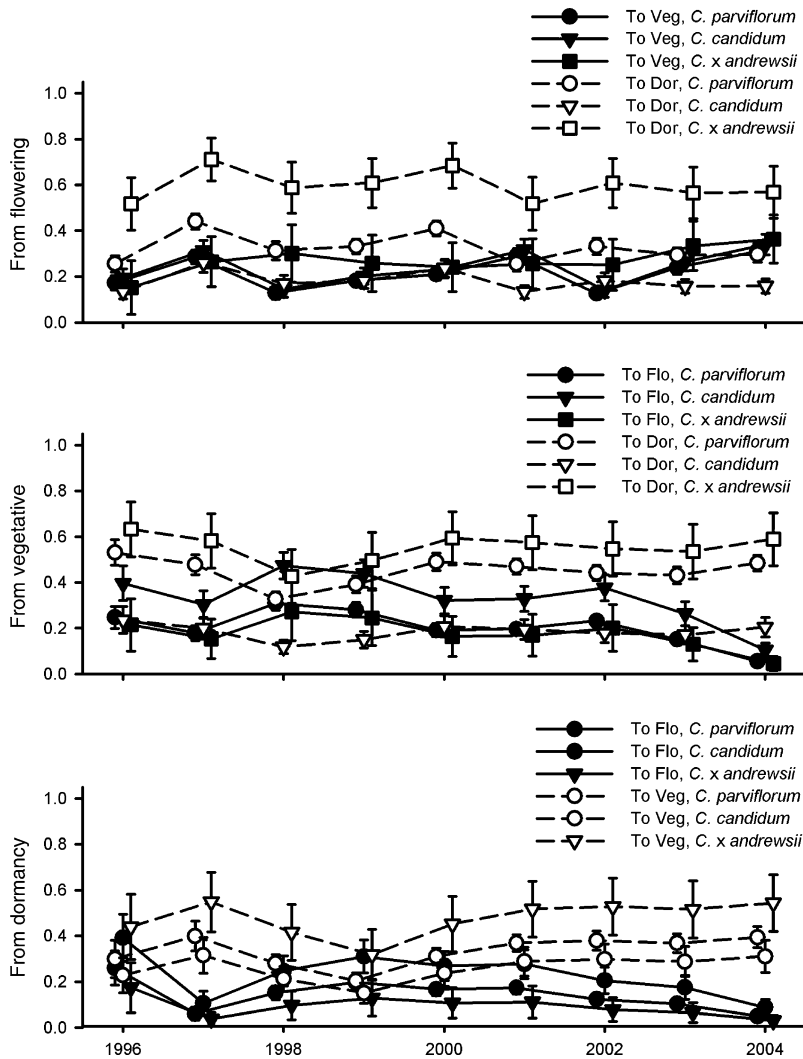 To Veg, C. parviflorum
To Veg, C. candidum
To Veg, C. x andrewsii
To Dor, C. parviflorum
To Dor, C. candidum
To Dor, C. x andrewsii
1.0
0.8
0.6
0.4
0.2
0.0
From flowering
To Flo, C. parviflorum
To Flo, C. candidum
To Flo, C. x andrewsii
To Dor, C. parviflorum
To Dor, C. candidum
To Dor, C. x andrewsii
1.0
0.8
0.6
0.4
0.2
0.0
From vegetative
To Flo, C. parviflorum
To Flo, C. candidum
To Flo, C. x andrewsii
To Veg, C. parviflorum
To Veg, C. candidum
To Veg, C. x andrewsii
1.0
0.8
0.6
0.4
0.2
0.0
From dormancy
1996 1998 2000 2002 2004